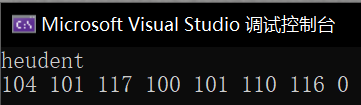 C:\ Microsoft Visual Studio 调试控制台
heudent
104 101 117 100 101 110 116 0